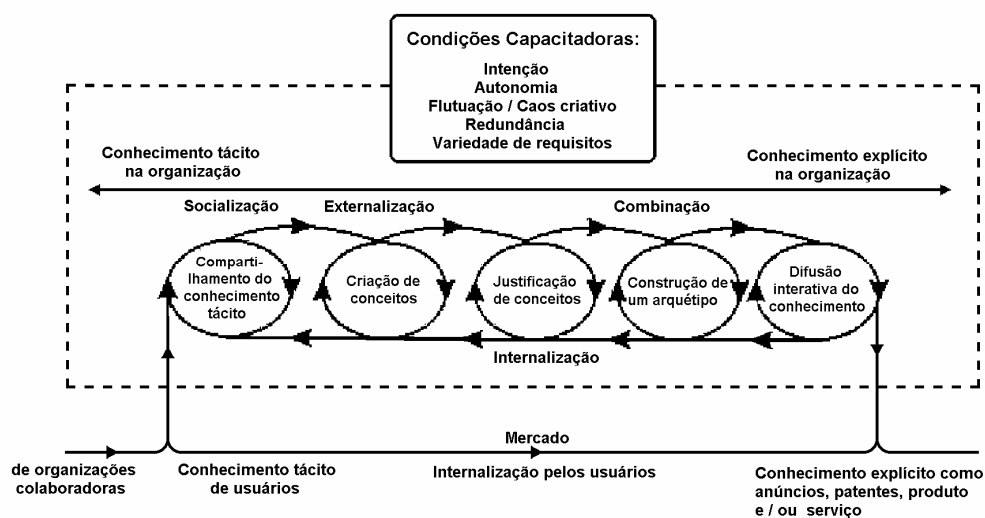 Condições Capacitadoras:
Intenção
Autonomia
Flutuação / Caos criativo
Redundância
Variedade de requisitos
Conhecimento tácito
na organização
Conhecimento explícito
na organização
Socialização
Externalização
Combinação
Comparti-
lhamento do
conhecimento
tácito
Criação de
conceitos
Justificação
de conceitos
Construção de
um arquétipo
Difusão
interativa do
conhecimento
Internalização
Mercado
de organizações
colaboradoras
Conhecimento tácito
de usuários
Internalização pelos usuários
Conhecimento explícito como
anúncios, patentes, produto
e / ou serviço